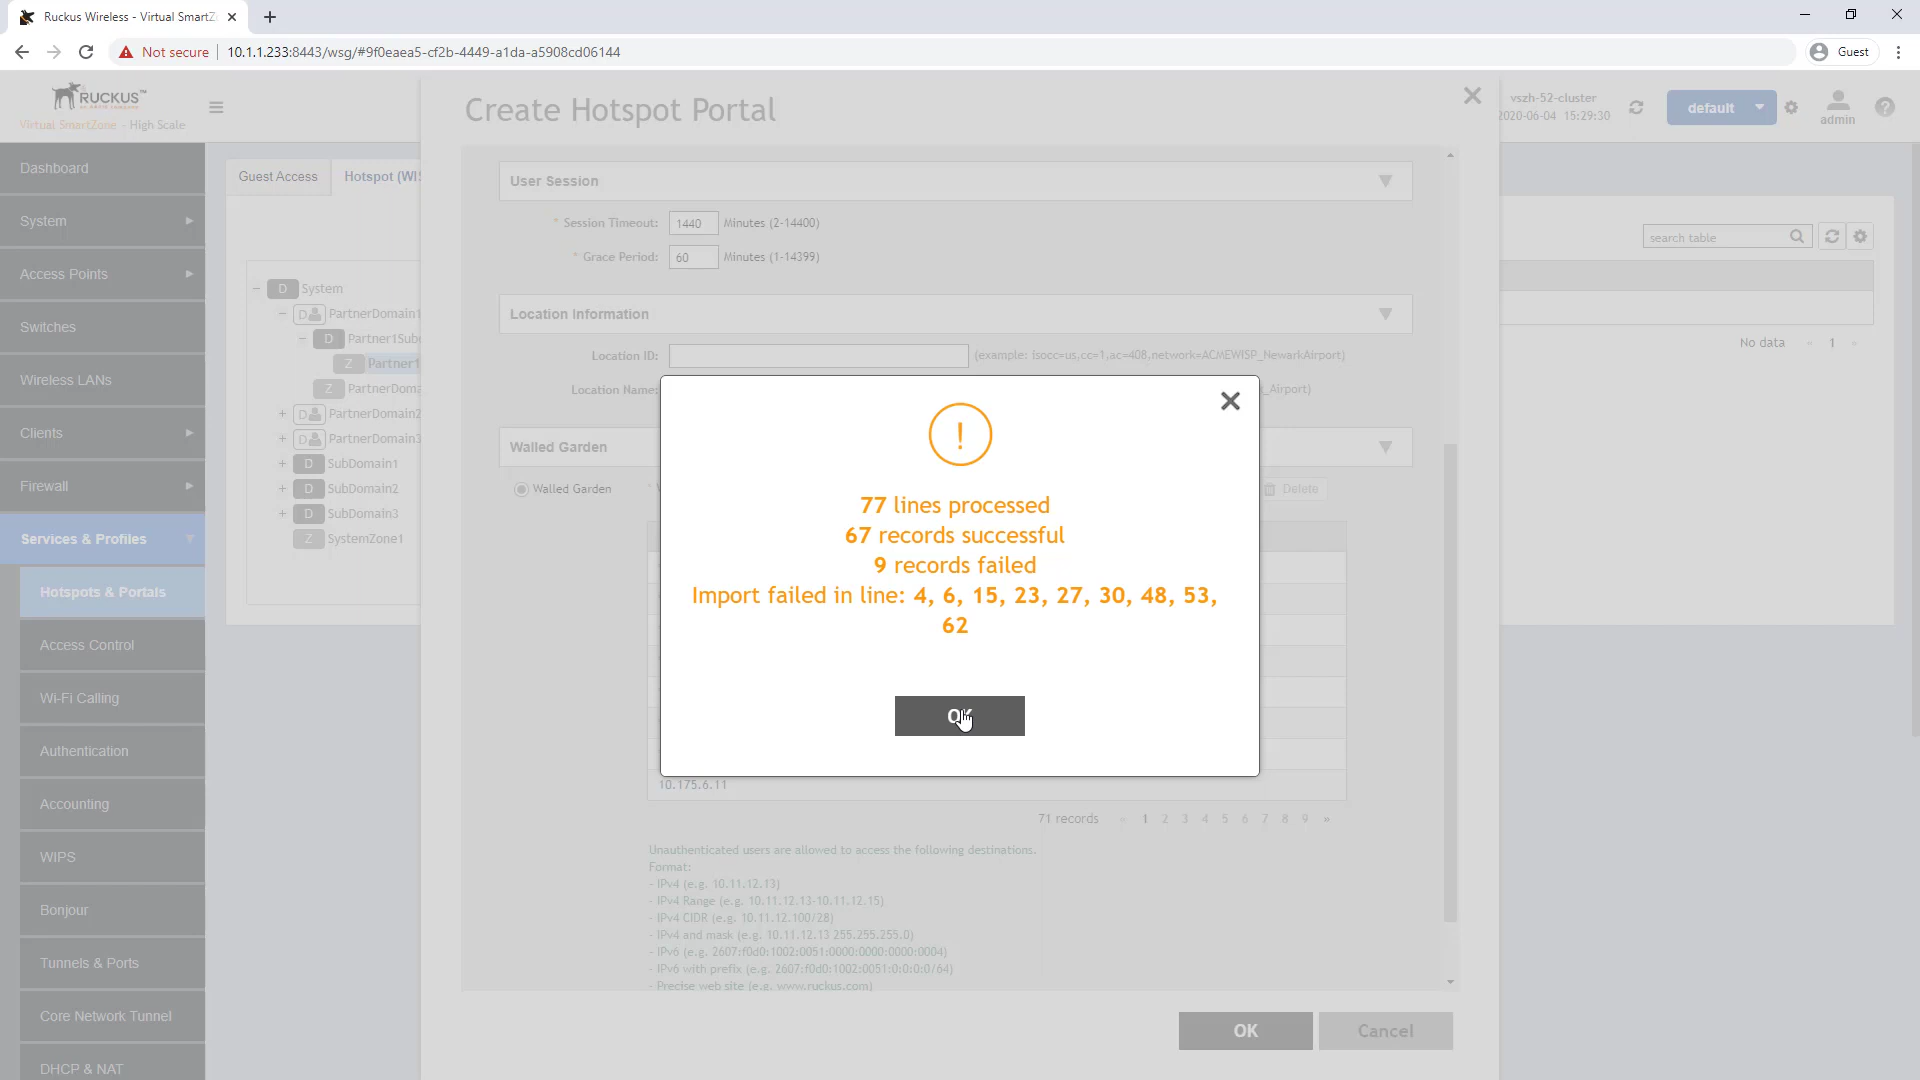 Ruckus Wireless - Virtual SmartZ
Not secure
10.1.1.233:8443/wsg/#9f0eaea5-cf2b-4449-a1da-a5908cd06144
Guest
RUCKUS™
Virtual SmartZone - High Scale
Create Hotspot Portal
vszh-52-cluster
2020-06-04 15:29:30
default
admin
Dashboard
System
Access Points
Switches
Wireless LANs
Clients
Firewall
Services & Profiles
Hotspots & Portals
Access Control
Wi-Fi Calling
Authentication
Accounting
WIPS
Bonjour
Tunnels & Ports
Core Network Tunnel
DHCP & NAT
Guest Access
Hotspot (WIS
D System
D PartnerDomain1
D Partner1Sub
Z Partner1
Z PartnerDoma
D PartnerDomain2
D PartnerDomain3
D SubDomain1
D SubDomain2
D SubDomain3
Z SystemZone1
User Session
* Session Timeout: 1440 Minutes (2-14400)
* Grace Period: 60 Minutes (1-14399)
Location Information
Location ID: (example: isocc=us,cc=1,ac=408,network=ACMEWISP_NewarkAirport)
Location Name: _Airport)
Walled Garden
Walled Garden
Delete
77 lines processed
67 records successful
9 records failed
Import failed in line: 4, 6, 15, 23, 27, 30, 48, 53,
62
OK
10.175.6.11
71 records « 1 2 3 4 5 6 7 8 9 »
Unauthenticated users are allowed to access the following destinations.
Format:
- IPv4 (e.g. 10.11.12.13)
- IPv4 Range (e.g. 10.11.12.13-10.11.12.15)
- IPv4 CIDR (e.g. 10.11.12.100/28)
- IPv4 and mask (e.g. 10.11.12.13 255.255.255.0)
- IPv6 (e.g. 2607:f0d0:1002:0051:0000:0000:0000:0004)
- IPv6 with prefix (e.g. 2607:f0d0:1002:0051:0:0:0:0/64)
- Precise web site (e.g. www.ruckus.com)
OK
Cancel
search table
No data « 1 »